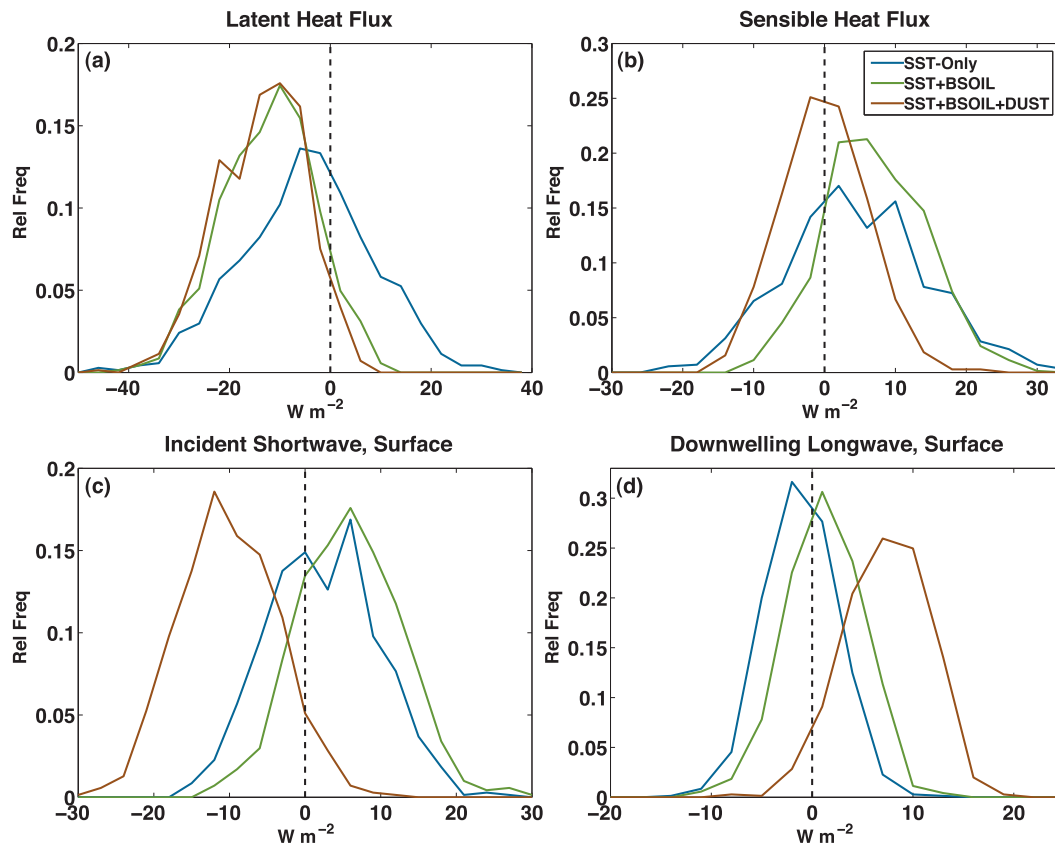 Latent Heat Flux
(a)
Rel Freq
0.2
0.15
0.1
0.05
0
−40
−20
0
20
40
W m−2
Sensible Heat Flux
(b)
SST-Only
SST+BSOIL
SST+BSOIL+DUST
Rel Freq
0.3
0.25
0.2
0.15
0.1
0.05
0
−30
−20
−10
0
10
20
30
W m−2
Incident Shortwave, Surface
(c)
Rel Freq
0.2
0.15
0.1
0.05
0
−30
−20
−10
0
10
20
30
W m−2
Downwelling Longwave, Surface
(d)
Rel Freq
0.3
0.25
0.2
0.15
0.1
0.05
0
−20
−10
0
10
20
W m−2